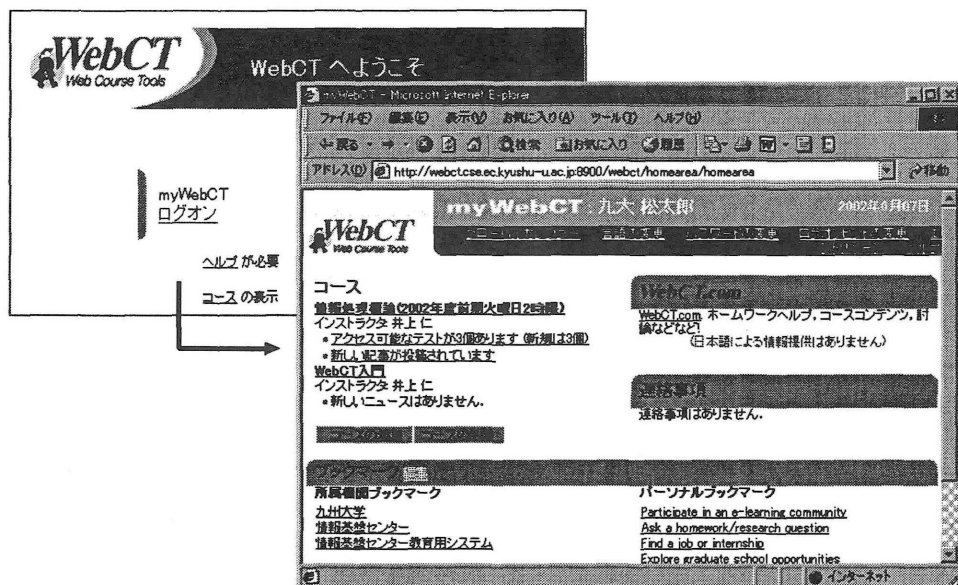 WebCT
Web Course Tools
WebCT へようこそ
myWebCT
ログオン
ヘルプ が必要
コース の表示
myWebCT - Microsoft Internet Explorer
ファイル(F) 編集(E) 表示(V) お気に入り(A) ツール(T) ヘルプ(H)
戻る 検索 お気に入り 履歴
アドレス(D) http://webct.cse.ec.kyushu-u.ac.jp:8900/webct/homearea/homearea 移動
WebCT
Web Course Tools
myWebCT 九大 松太郎
言語の変更
コース
情報処理概論(2002年度前期火曜日2時限)
インストラクタ 井上 仁
アクセス可能なテストが3個あります (新規は3個)
新しい記事が投稿されています
WebCT入門
インストラクタ 井上 仁
新しいニュースはありません.
WebCT.com
WebCT.com. ホームワークヘルプ, コースコンテンツ, 討
論などなど!
(日本語による情報提供はありません)
連絡事項
連絡事項はありません.
ブックマーク 編集
所属機関ブックマーク
九州大学
情報基盤センター
情報基盤センター教育用システム
パーソナルブックマーク
Participate in an e-learning community
Ask a homework/research question
Find a job or internship
Explore graduate school opportunities
インターネット